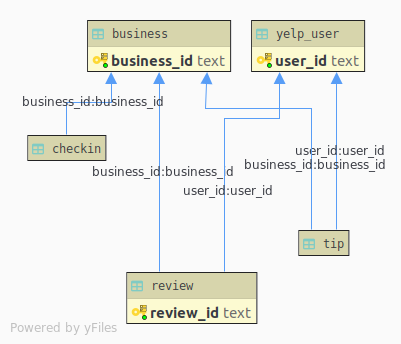 business
business_id text
yelp_user
user_id text
business_id:business_id
checkin
user_id:user_id
business_id:business_id
business_id:business_id
user_id:user_id
tip
review
review_id text
Powered by yFiles